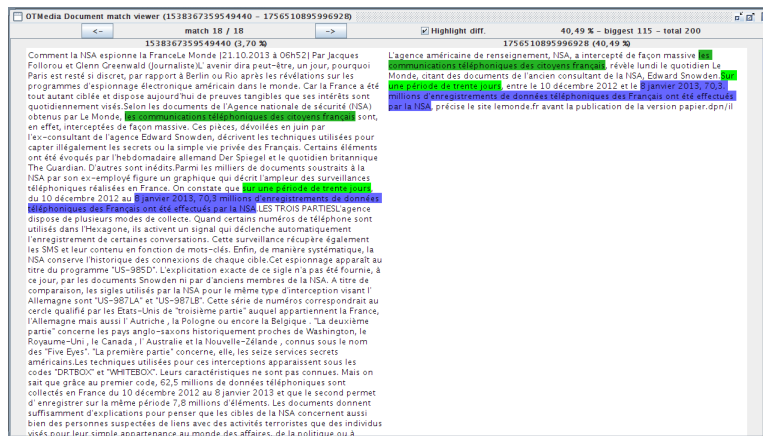 OTMedia Document match viewer (1538367359549440 - 1756510895996928)
<- match 18 / 18 -> Highlight diff. 40,49 % - biggest 115 - total 200
1538367359549440 (3,70 %)
Comment la NSA espionne la FranceLe Monde |21.10.2013 à 06h52| Par Jacques
Follorou et Glenn Greenwald (Journaliste)L' avenir dira peut-être, un jour, pourquoi
Paris est resté si discret, par rapport à Berlin ou Rio après les révélations sur les
programmes d'espionnage électronique américain dans le monde. Car la France a été
tout autant ciblée et dispose aujourd'hui de preuves tangibles que ses intérêts sont
quotidiennement visés.Selon les documents de l'Agence nationale de sécurité (NSA)
obtenus par Le Monde, les communications téléphoniques des citoyens français sont,
en effet, interceptées de façon massive. Ces pièces, dévoilées en juin par
l'ex-consultant de l'agence Edward Snowden, décrivent les techniques utilisées pour
capter illégalement les secrets ou la simple vie privée des Français. Certains éléments
ont été évoqués par l'hebdomadaire allemand Der Spiegel et le quotidien britannique
The Guardian. D'autres sont inédits.Parmi les milliers de documents soustraits à la
NSA par son ex-employé figure un graphique qui décrit l'ampleur des surveillances
téléphoniques réalisées en France. On constate que sur une période de trente jours,
du 10 décembre 2012 au 8 janvier 2013, 70,3 millions d'enregistrements de données
téléphoniques des Français ont été effectués par la NSA.LES TROIS PARTIESL'agence
dispose de plusieurs modes de collecte. Quand certains numéros de téléphone sont
utilisés dans l'Hexagone, ils activent un signal qui déclenche automatiquement
l'enregistrement de certaines conversations. Cette surveillance récupère également
les SMS et leur contenu en fonction de mots-clés. Enfin, de manière systématique, la
NSA conserve l'historique des connexions de chaque cible.Cet espionnage apparaît au
titre du programme "US-985D". L'explicitation exacte de ce sigle n'a pas été fournie, à
ce jour, par les documents Snowden ni par d'anciens membres de la NSA. A titre de
comparaison, les sigles utilisés par la NSA pour le même type d'interception visant l'
Allemagne sont "US-987LA" et "US-987LB". Cette série de numéros correspondrait au
cercle qualifié par les Etats-Unis de "troisième partie" auquel appartiennent la France,
l'Allemagne mais aussi l' Autriche , la Pologne ou encore la Belgique . "La deuxième
partie" concerne les pays anglo-saxons historiquement proches de Washington, le
Royaume-Uni , le Canada , l' Australie et la Nouvelle-Zélande , connus sous le nom
des "Five Eyes". "La première partie" concerne, elle, les seize services secrets
américains.Les techniques utilisées pour ces interceptions apparaissent sous les
codes "DRTBOX" et "WHITEBOX". Leurs caractéristiques ne sont pas connues. Mais on
sait que grâce au premier code, 62,5 millions de données téléphoniques sont
collectés en France du 10 décembre 2012 au 8 janvier 2013 et que le second permet
d' enregistrer sur la même période 7,8 millions d'éléments. Les documents donnent
suffisamment d'explications pour penser que les cibles de la NSA concernent aussi
bien des personnes suspectées de liens avec des activités terroristes que des individus
visés pour leur simple appartenance au monde des affaires, de la politique ou à
1756510895996928 (40,49 %)
L'agence américaine de renseignement, NSA, a intercepté de façon massive les
communications téléphoniques des citoyens français, révèle lundi le quotidien Le
Monde, citant des documents de l'ancien consultant de la NSA, Edward Snowden.Sur
une période de trente jours, entre le 10 décembre 2012 et le 8 janvier 2013, 70,3.
millions d'enregistrements de données téléphoniques des Français ont été effectués
par la NSA, précise le site lemonde.fr avant la publication de la version papier.dpn/il